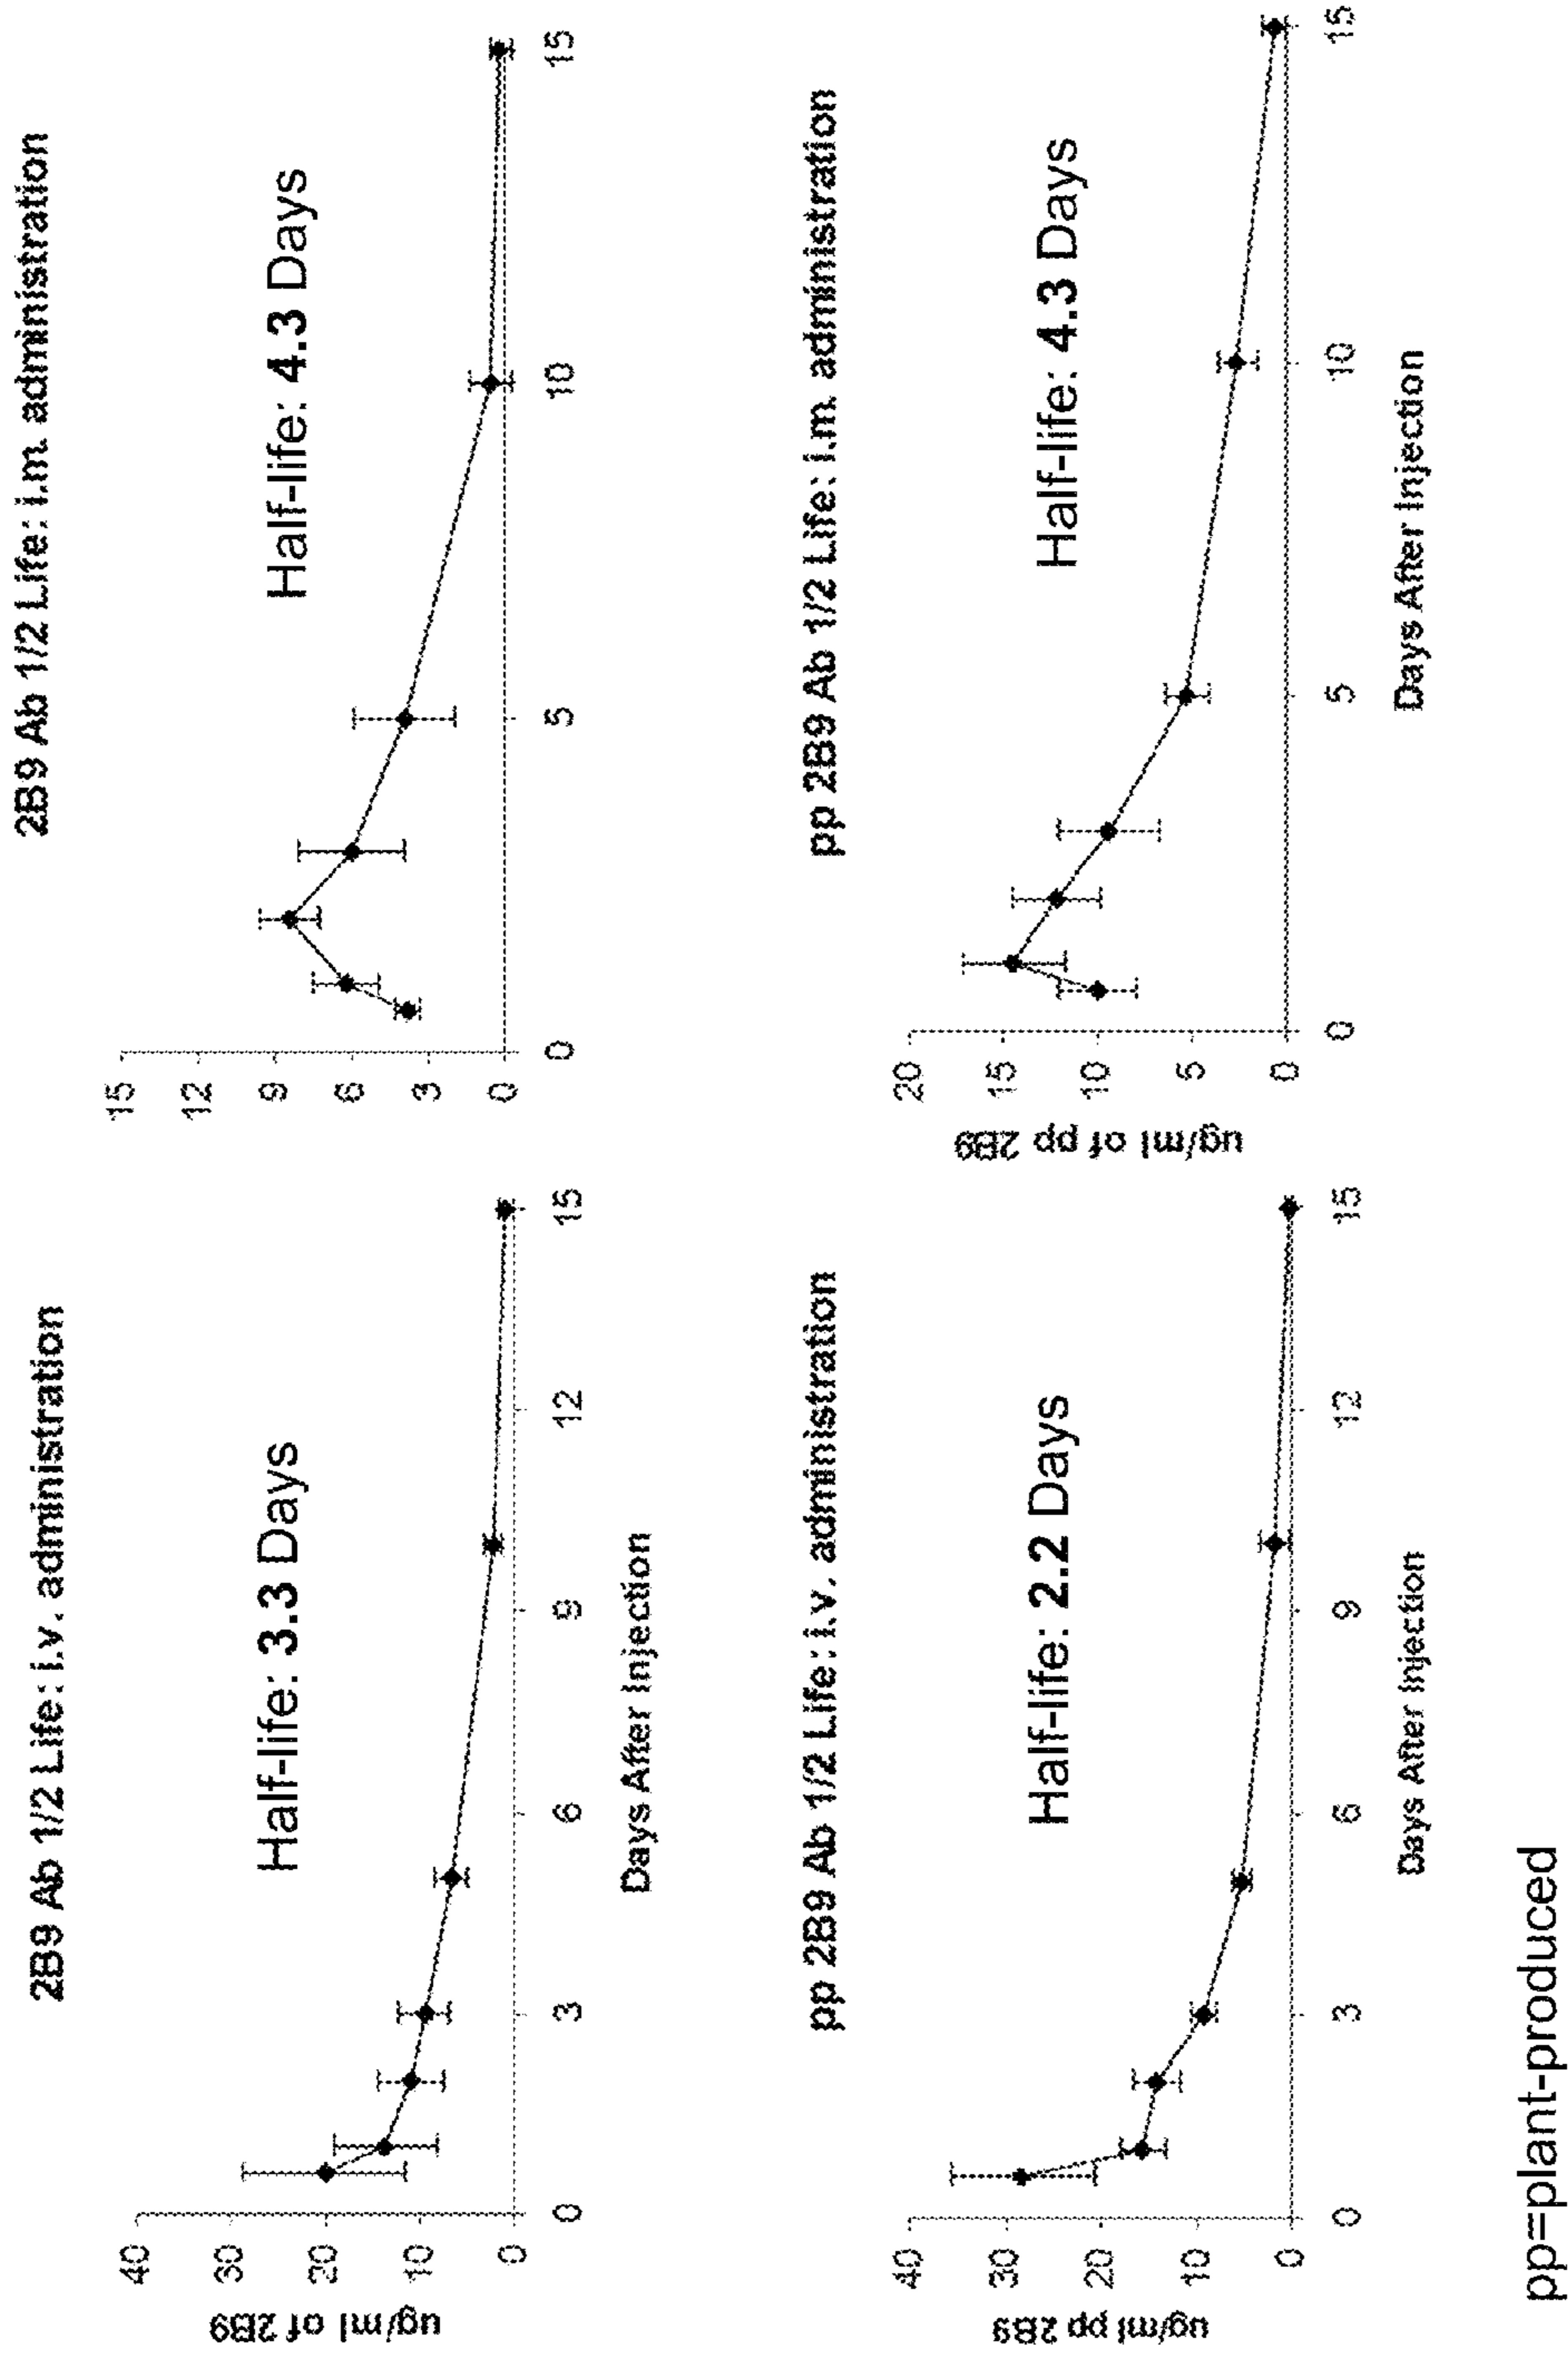 2B9 Ab 1/2 Life: i.v. administration
Half-life: 3.3 Days
ug/ml of 2B9
40
30
20
10
0
0
3
6
9
12
15
Days After Injection
2B9 Ab 1/2 Life: i.m. administration
Half-life: 4.3 Days
15
12
9
6
3
0
0
5
10
15
pp 2B9 Ab 1/2 Life: i.v. administration
Half-life: 2.2 Days
ug/ml pp 2B9
40
30
20
10
0
0
3
6
9
12
15
Days After Injection
pp 2B9 Ab 1/2 Life: i.m. administration
Half-life: 4.3 Days
ug/ml of pp 2B9
20
15
10
5
0
0
5
10
15
Days After Injection
pp=plant-produced